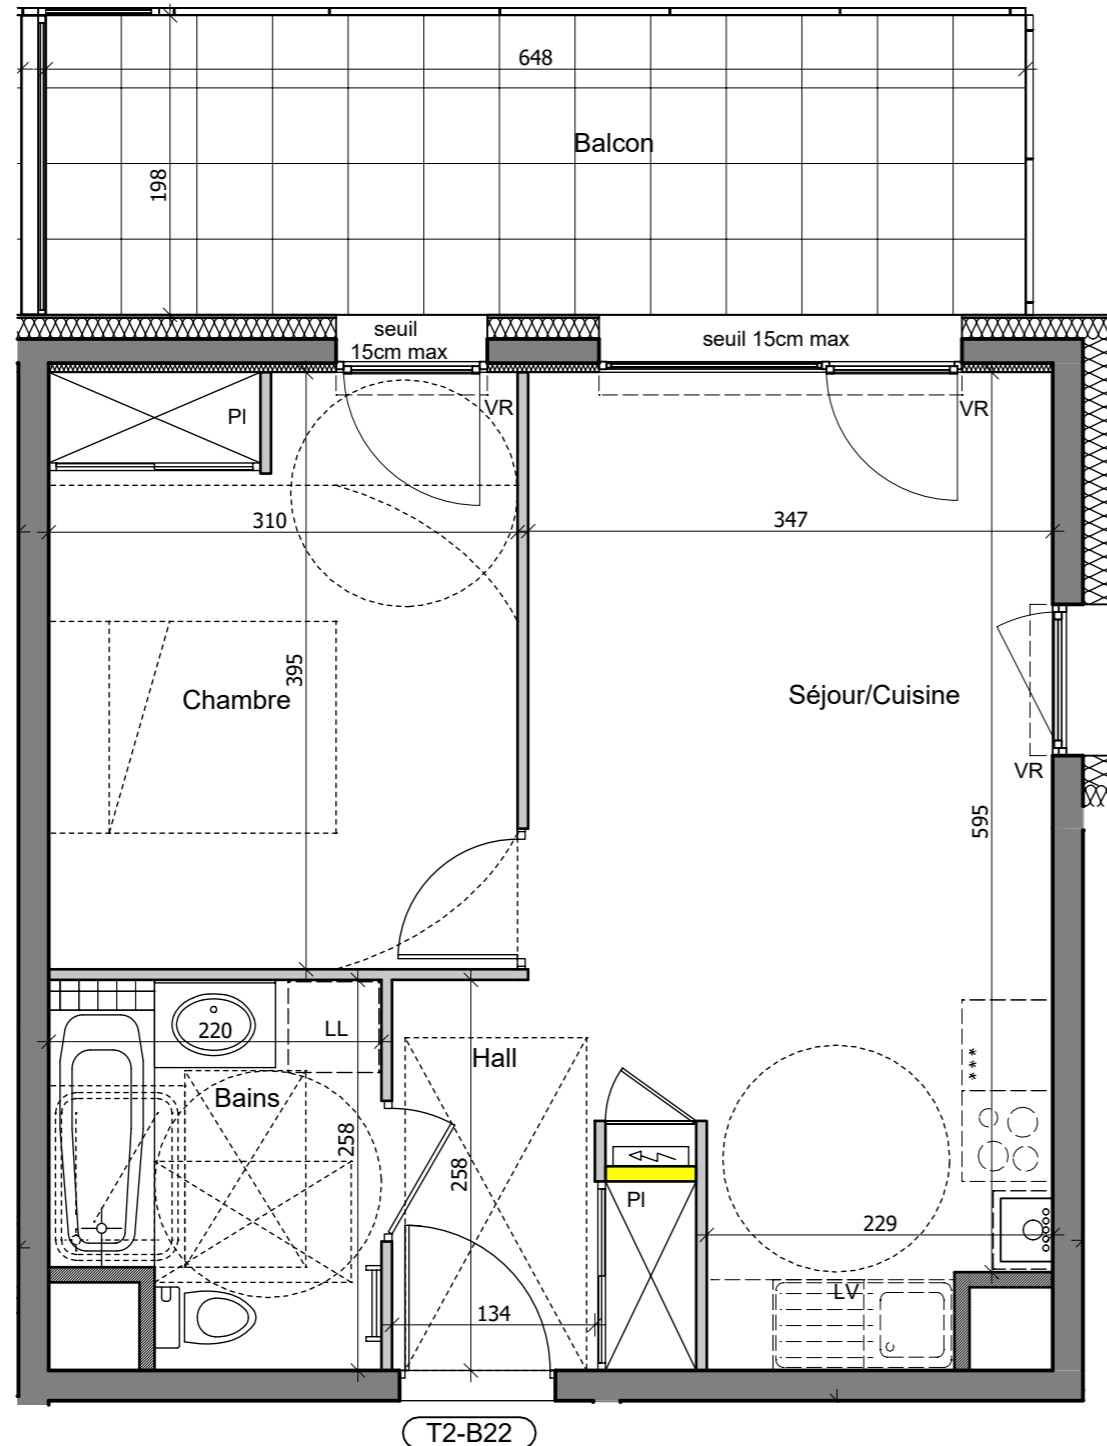 648
Balcon
198
seuil
15cm max
seuil 15cm max
Pl
VR
VR
310
347
395
Chambre
Séjour/Cuisine
VR
595
220
LL
Hall
***
Bains
258
258
Pl
229
LV
134
T2-B22